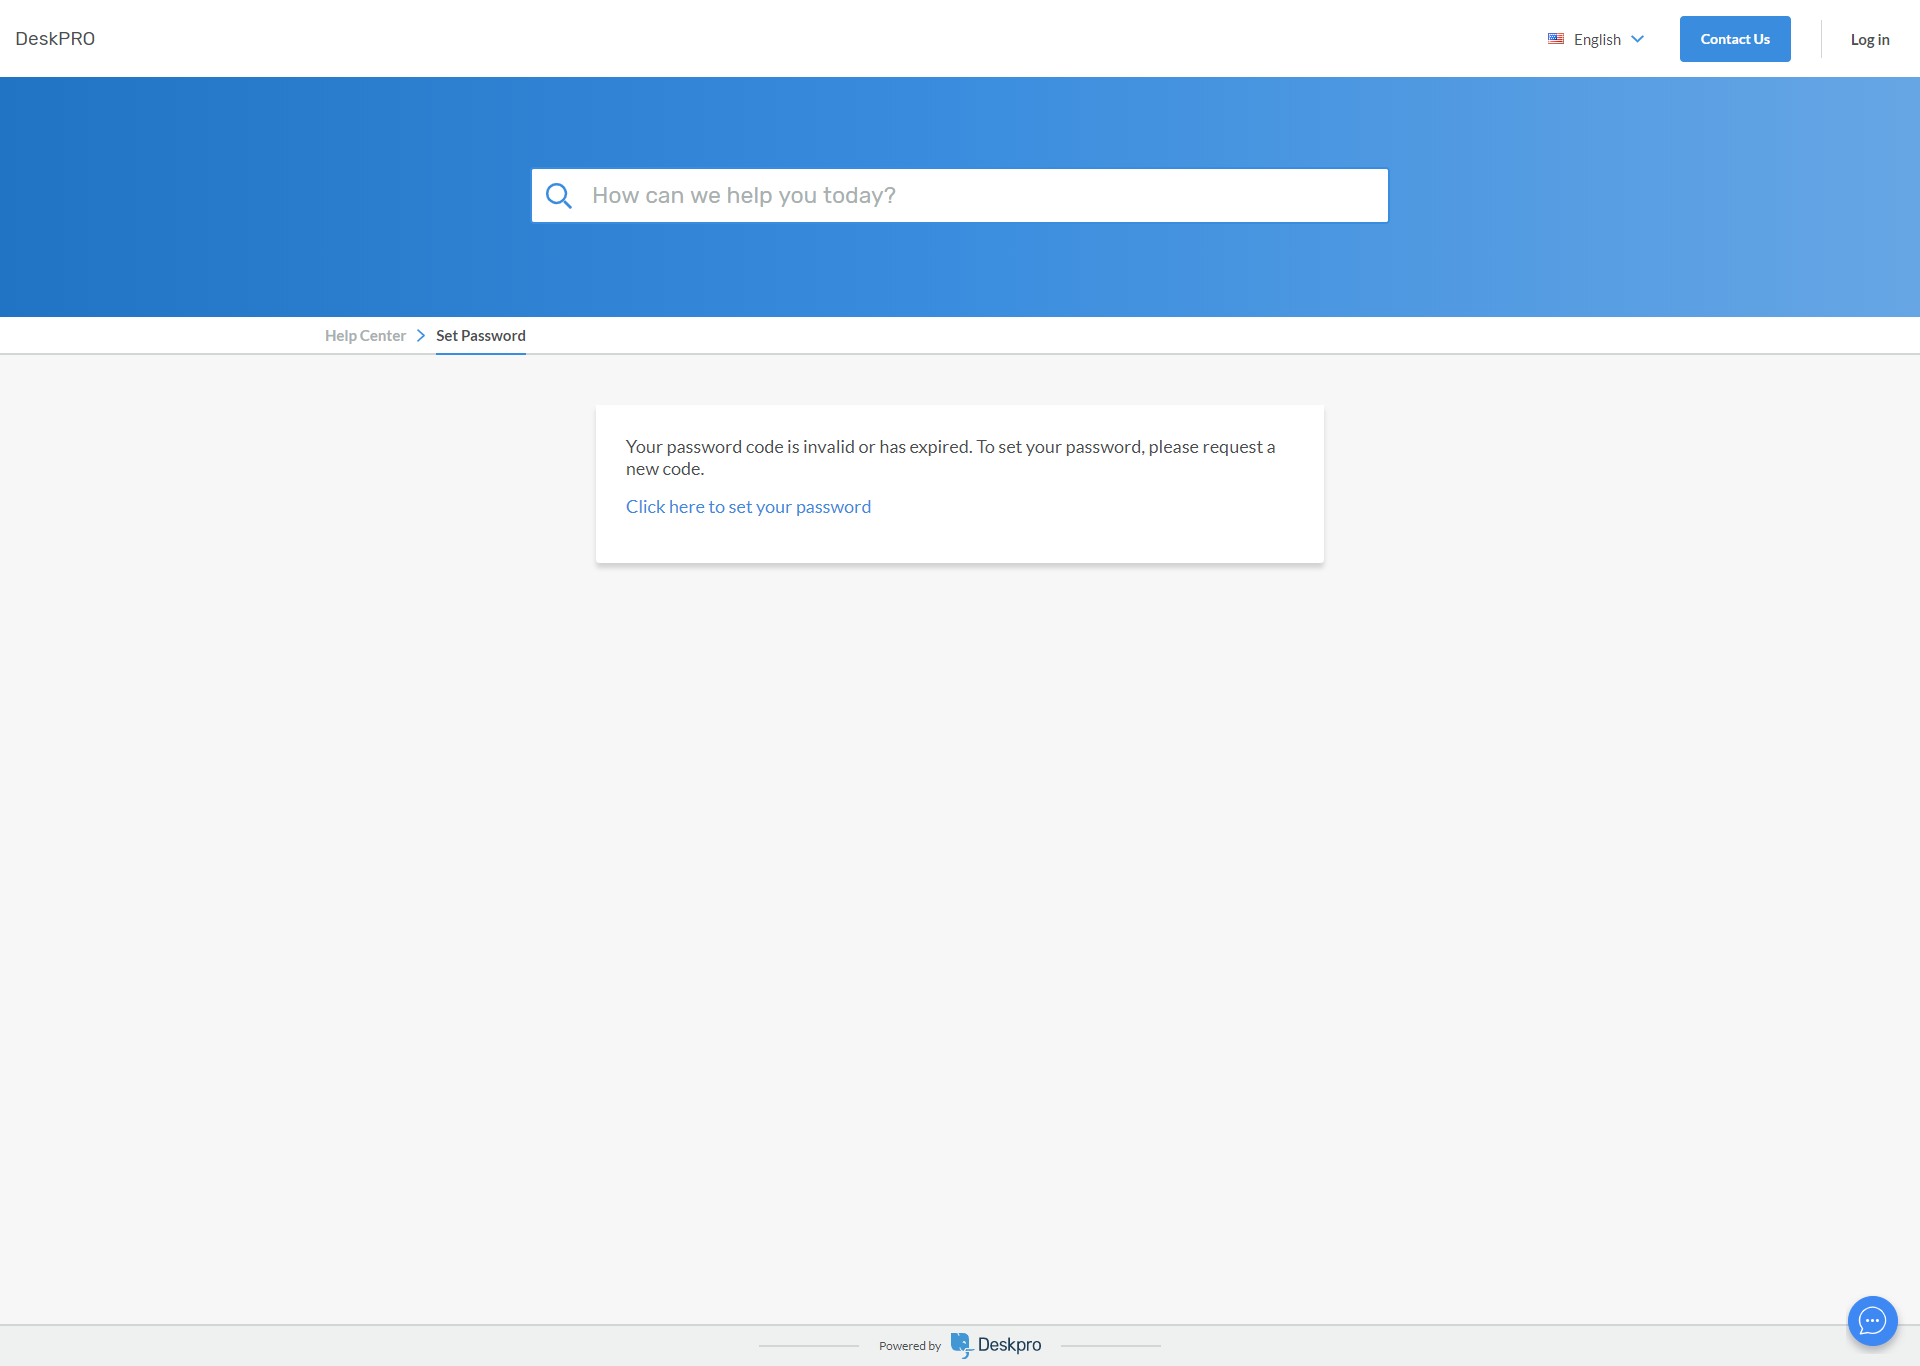 DeskPRO
English
Contact Us
Log in
How can we help you today?
Help Center
Set Password
Your password code is invalid or has expired. To set your password, please request a
new code.
Click here to set your password
Powered by
Deskpro